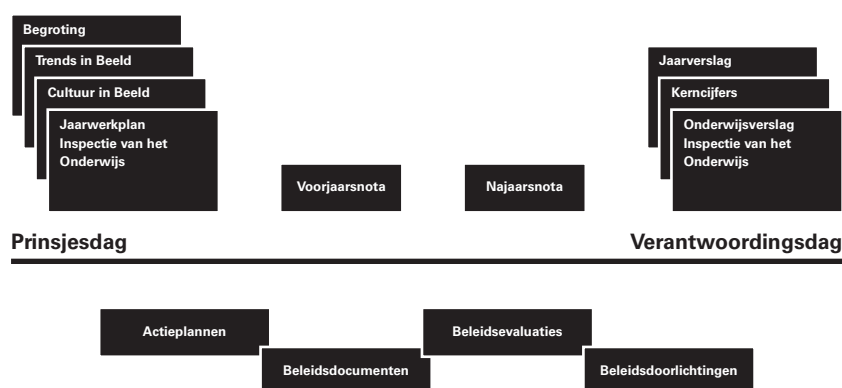 Begroting
Trends in Beeld
Cultuur in Beeld
Jaarwerkplan
Inspectie van het
Onderwijs
Voorjaarsnota
Najaarsnota
Jaarverslag
Kerncijfers
Onderwijsverslag
Inspectie van het
Onderwijs
Prinsjesdag
Verantwoordingsdag
Actieplannen
Beleidsdocumenten
Beleidsevaluaties
Beleidsdoorlichtingen